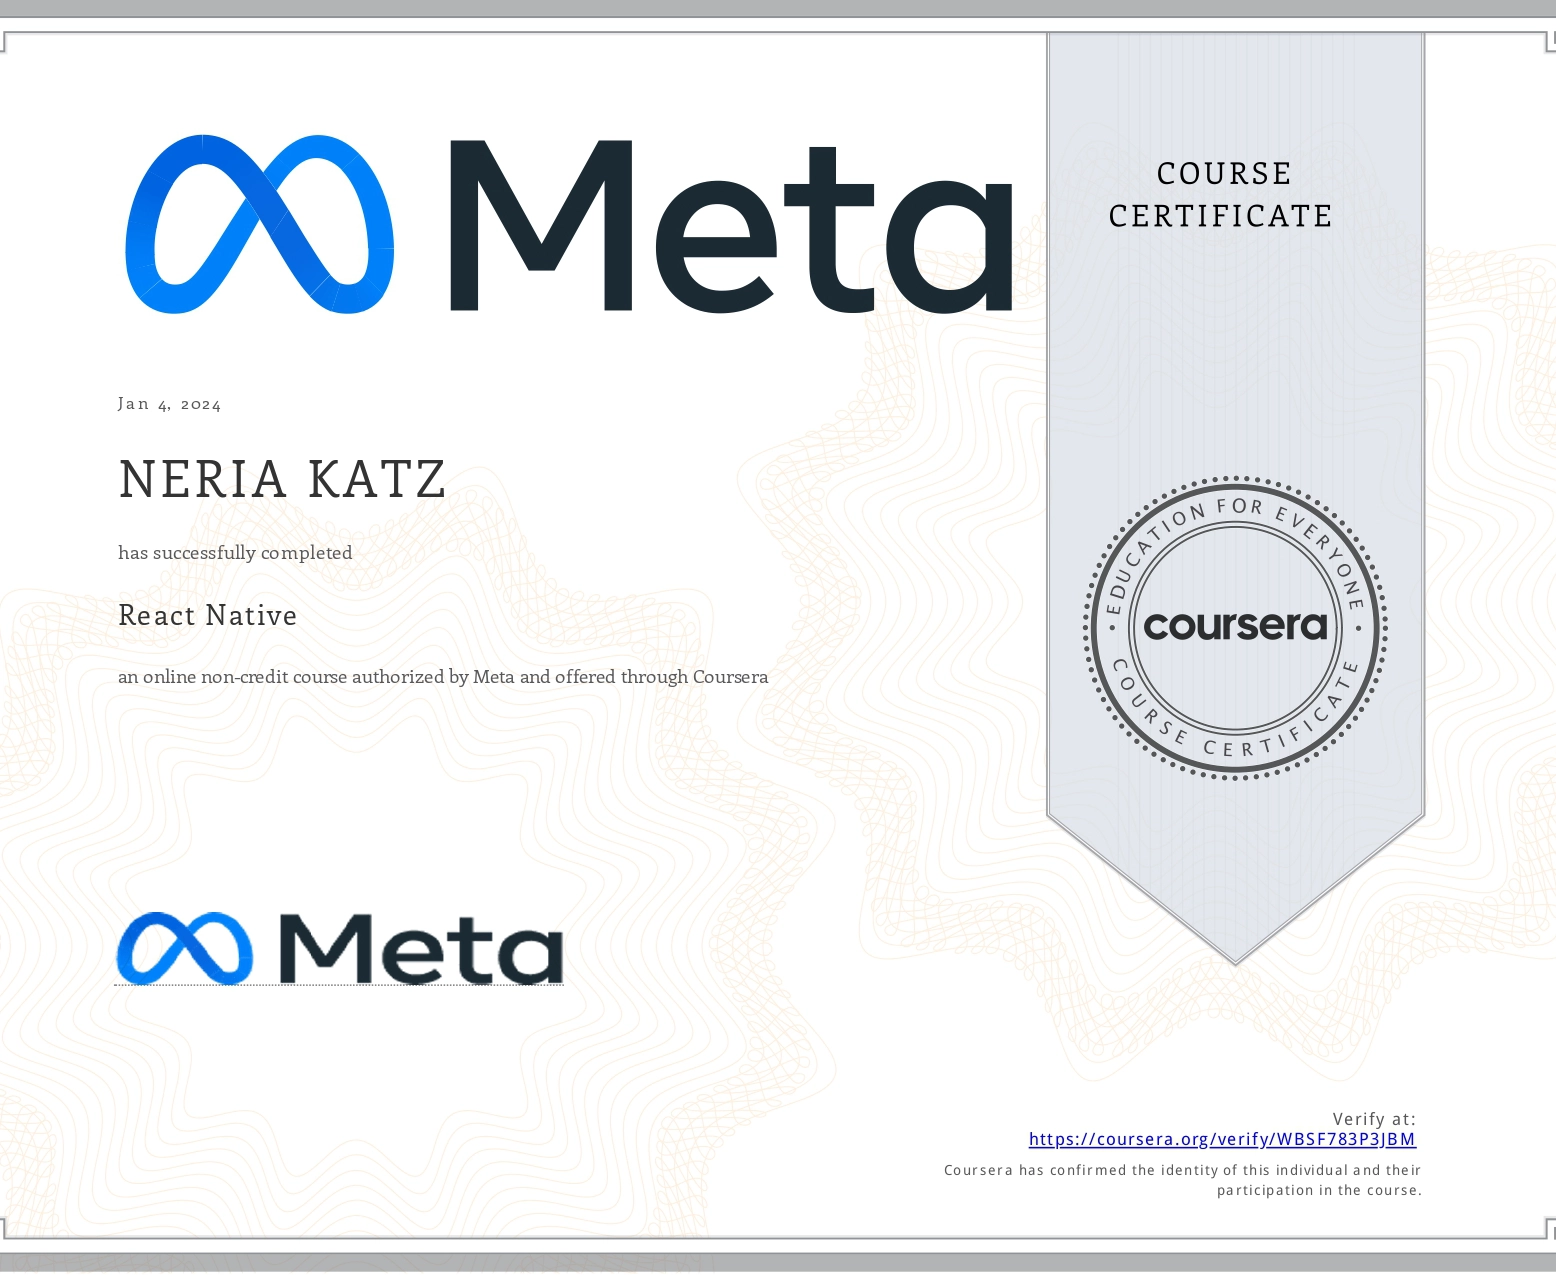 Meta
COURSE
CERTIFICATE
Jan 4, 2024
NERIA KATZ
has successfully completed
React Native
an online non-credit course authorized by Meta and offered through Coursera
EDUCATION FOR EVERYONE
coursera
COURSE CERTIFICATE
Meta
Verify at:
https://coursera.org/verify/WBSF783P3JBM
Coursera has confirmed the identity of this individual and their
participation in the course.